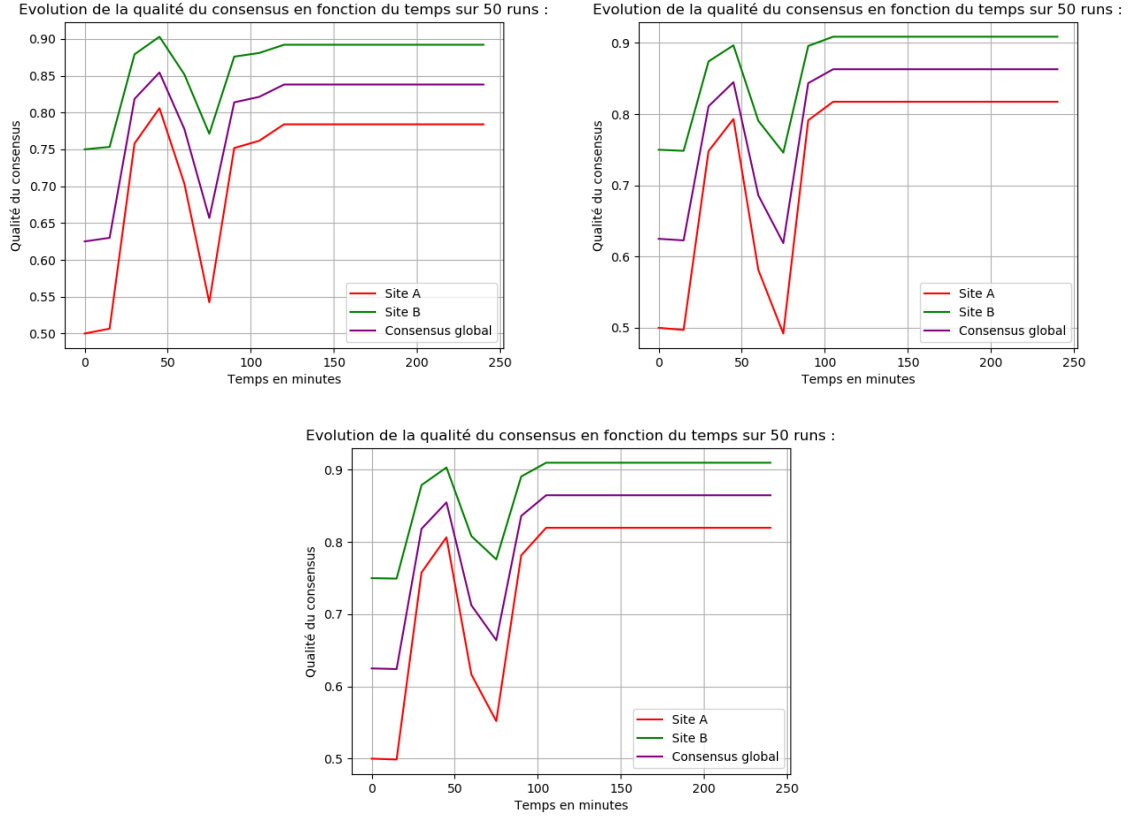 Evolution de la qualité du consensus en fonction du temps sur 50 runs :
0.90
0.85
0.80
0.75
0.70
0.65
0.60
0.55
0.50
Qualité du consensus
Site A
Site B
Consensus global
0 50 100 150 200 250
Temps en minutes
Evolution de la qualité du consensus en fonction du temps sur 50 runs :
0.9
0.8
0.7
0.6
0.5
Qualité du consensus
Site A
Site B
Consensus global
0 50 100 150 200 250
Temps en minutes
Evolution de la qualité du consensus en fonction du temps sur 50 runs :
0.9
0.8
0.7
0.6
0.5
Qualité du consensus
Site A
Site B
Consensus global
0 50 100 150 200 250
Temps en minutes